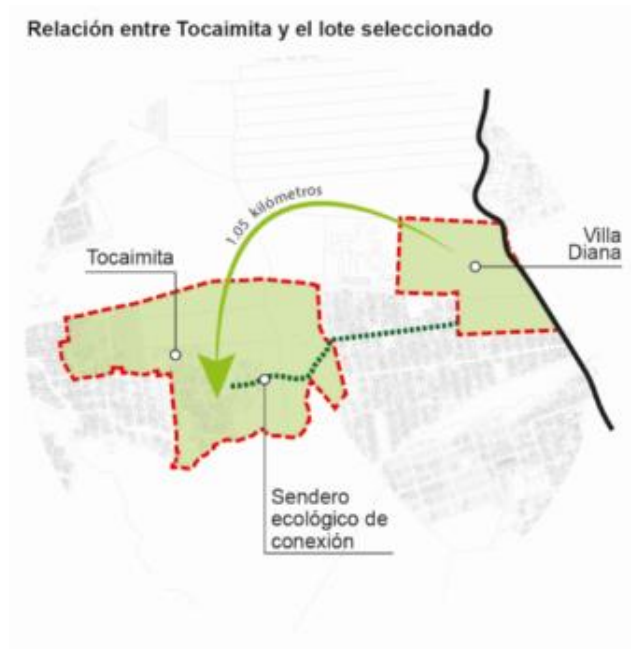 Relación entre Tocaimita y el lote seleccionado
1.05 kilómetros
Villa
Diana
Tocaimita
Sendero
ecológico de
conexión